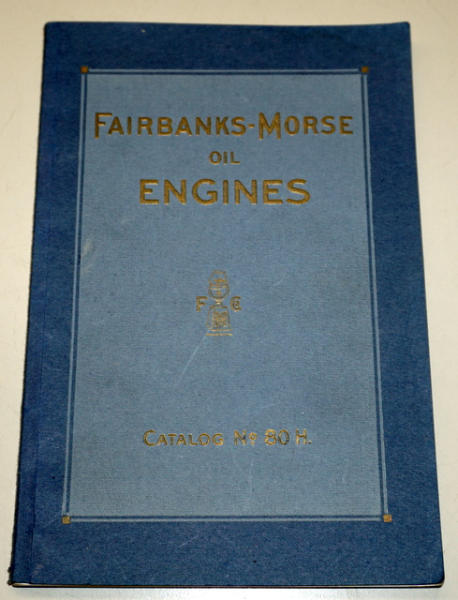 FAIRBANKS-MORSE
OIL
ENGINES
F C
CATALOG Nº 80 H.